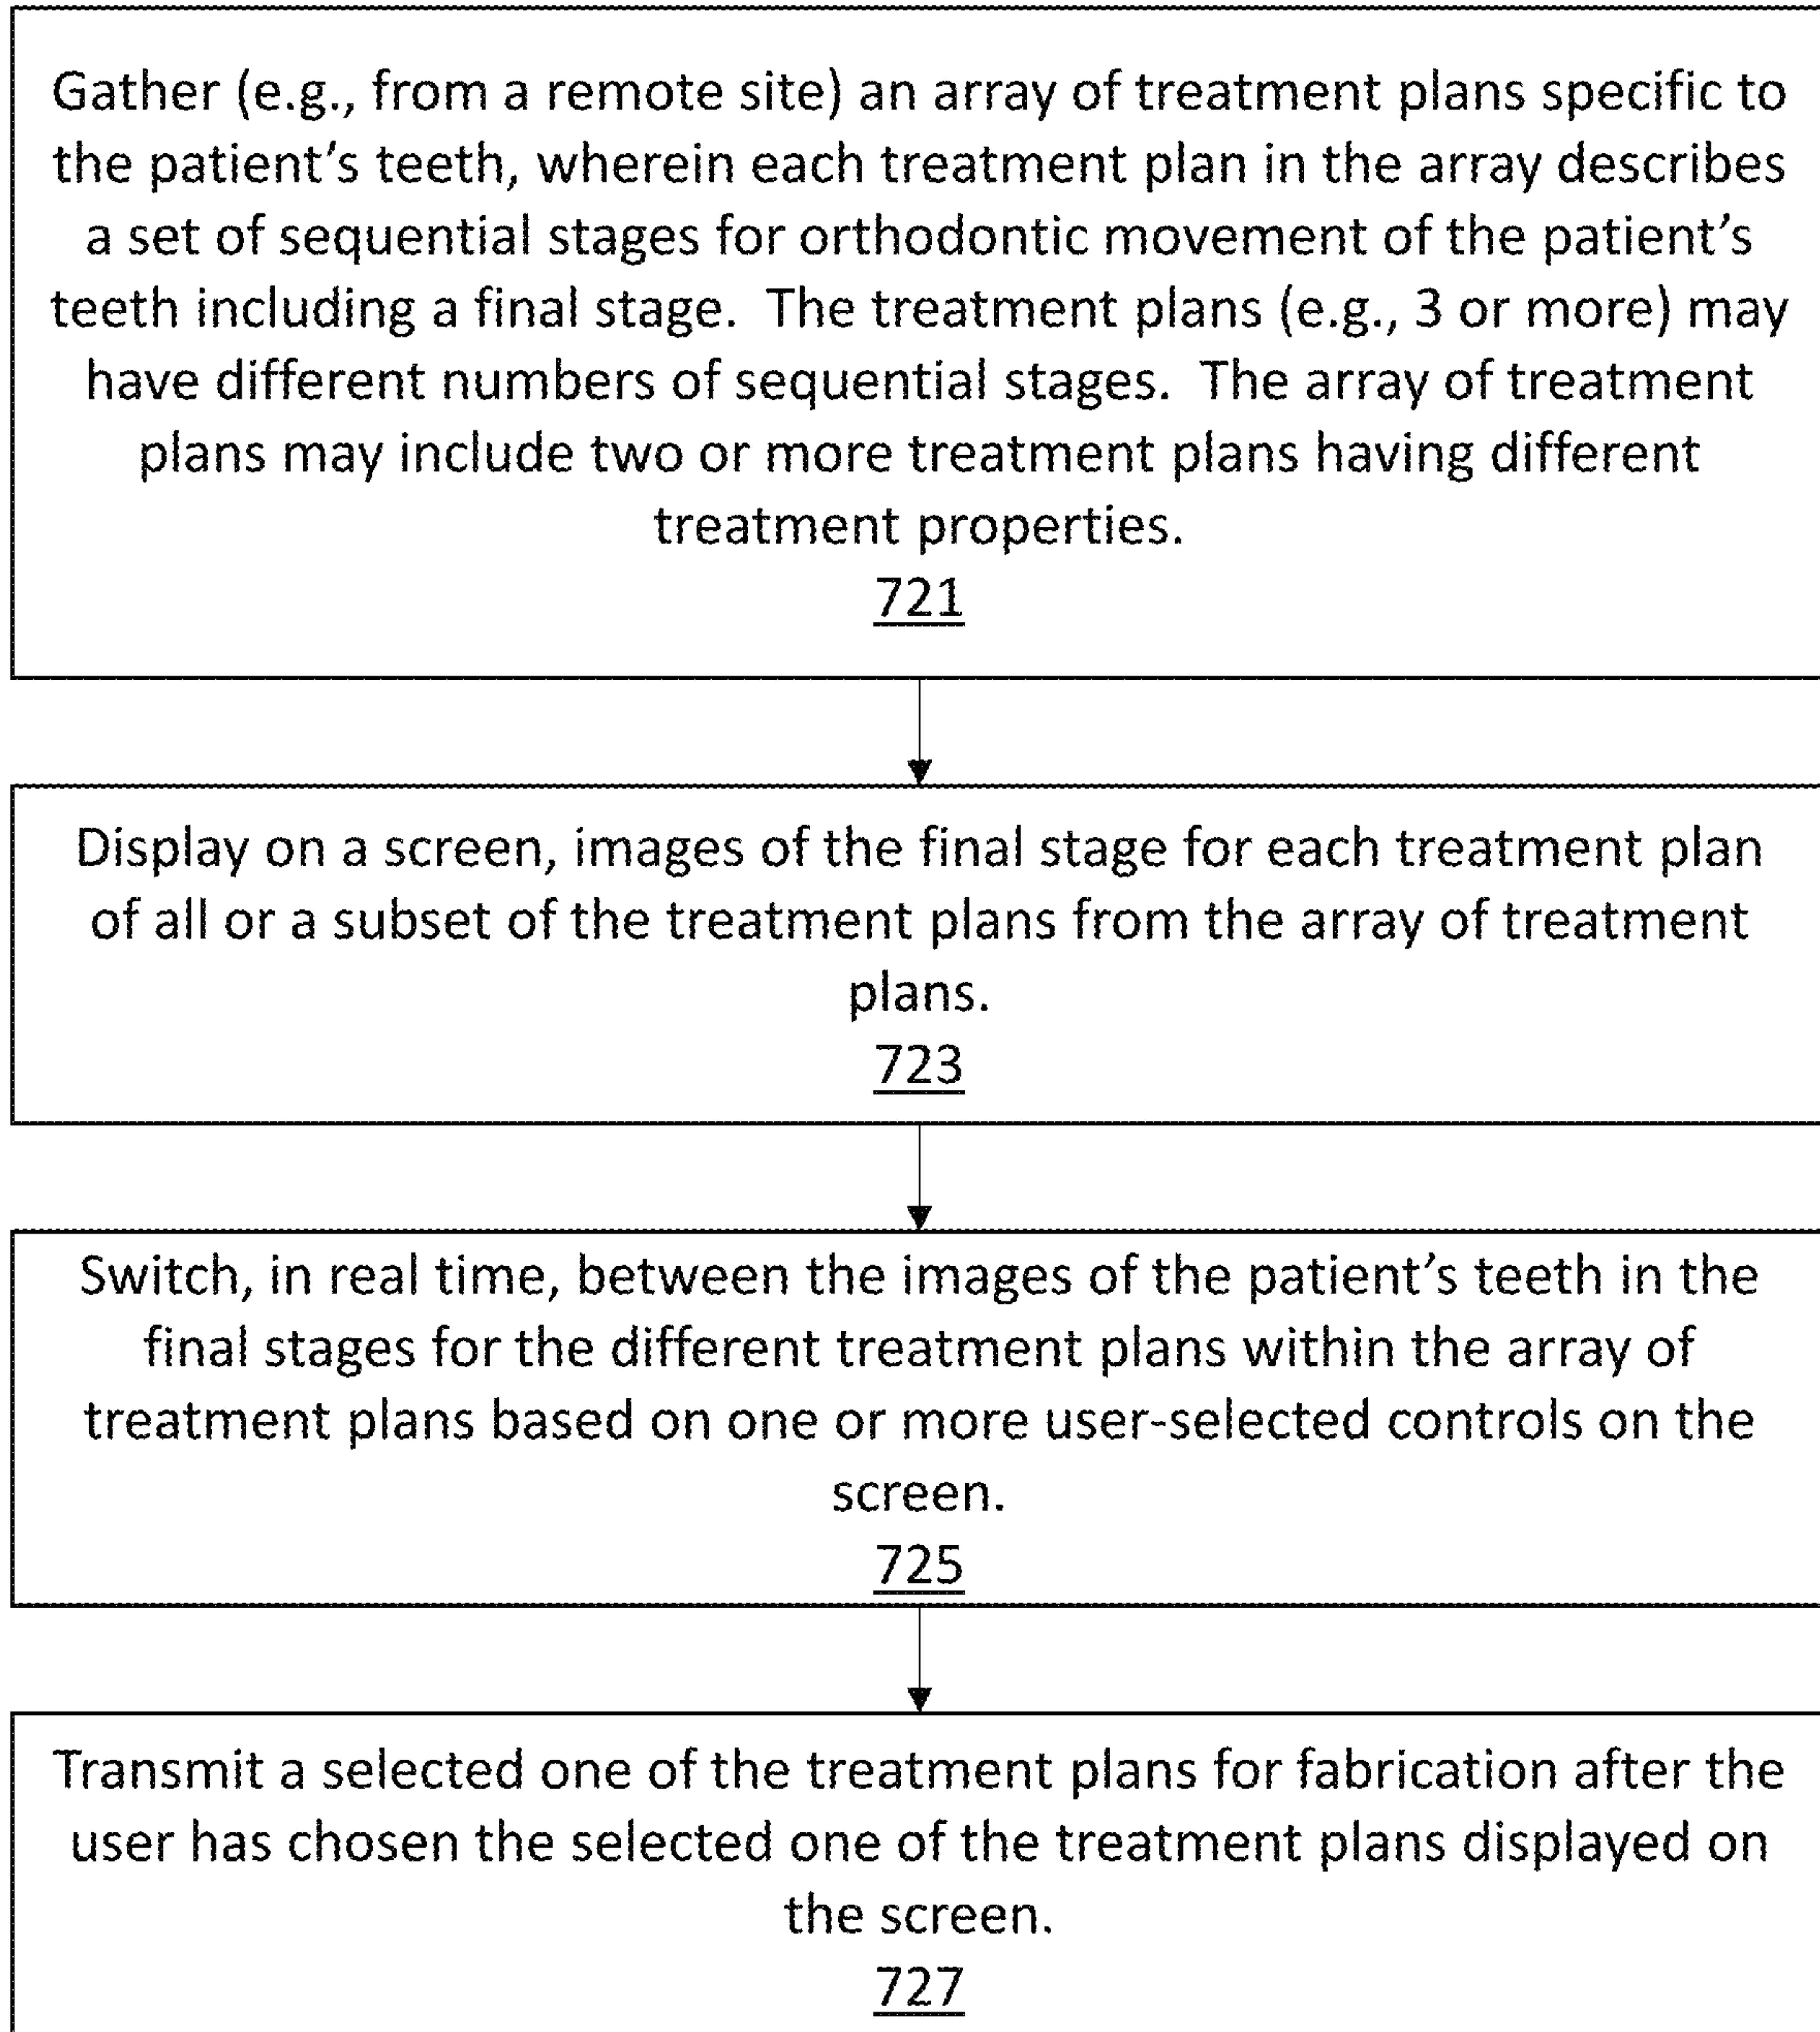 Gather (e.g., from a remote site) an array of treatment plans specific to
the patient’s teeth, wherein each treatment plan in the array describes
a set of sequential stages for orthodontic movement of the patient’s
teeth including a final stage.  The treatment plans (e.g., 3 or more) may
have different numbers of sequential stages.  The array of treatment
plans may include two or more treatment plans having different
treatment properties.
721
Display on a screen, images of the final stage for each treatment plan
of all or a subset of the treatment plans from the array of treatment
plans.
723
Switch, in real time, between the images of the patient’s teeth in the
final stages for the different treatment plans within the array of
treatment plans based on one or more user-selected controls on the
screen.
725
Transmit a selected one of the treatment plans for fabrication after the
user has chosen the selected one of the treatment plans displayed on
the screen.
727